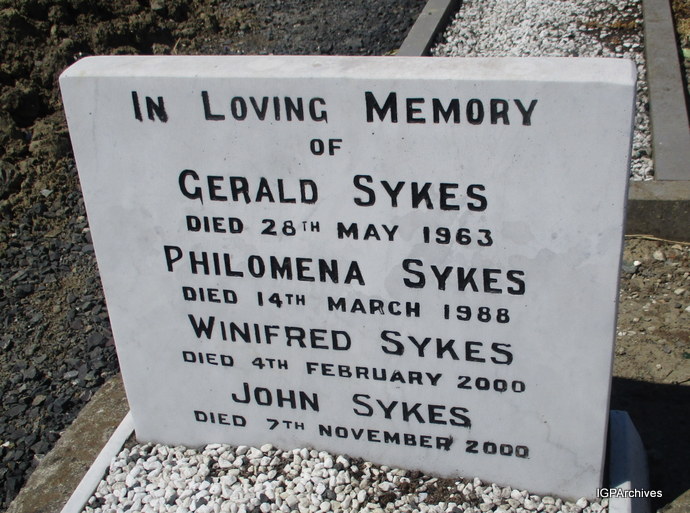 IN LOVING MEMORY
OF
GERALD SYKES
DIED 28TH MAY 1963
PHILOMENA SYKES
DIED 14TH MARCH 1988
WINIFRED SYKES
DIED 4TH FEBRUARY 2000
JOHN SYKES
DIED 7TH NOVEMBER 2000
IGPArchives